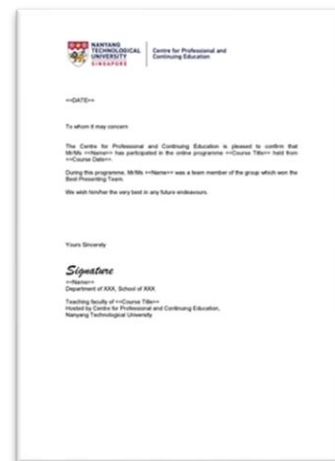 NANYANG
TECHNOLOGICAL
UNIVERSITY
SINGAPORE
Centre for Professional and
Continuing Education
<<DATE>>
To whom it may concern
The Centre for Professional and Continuing Education is pleased to confirm that
Mr/Ms <<Name>> has participated in the online programme <<Course Title>> held from
<<Course Date>>.
During this programme, Mr/Ms <<Name>> was a team member of the group which won the
Best Presenting Team.
We wish him/her the very best in any future endeavours.
Yours Sincerely
Signature
<<Name>>
Department of XXX, School of XXX
Teaching faculty of <<Course Title>>
Hosted by Centre for Professional and Continuing Education,
Nanyang Technological University